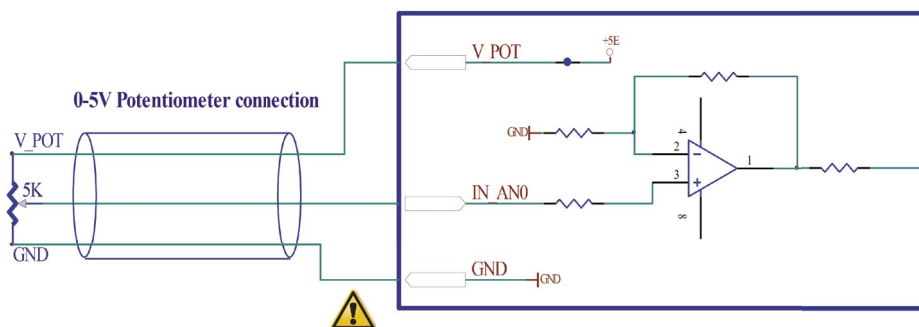 +5E
V_POT
0-5V Potentiometer connection
V_POT
GND
4
2
1
3
5K
IN_AN0
8
GND
GND
GND